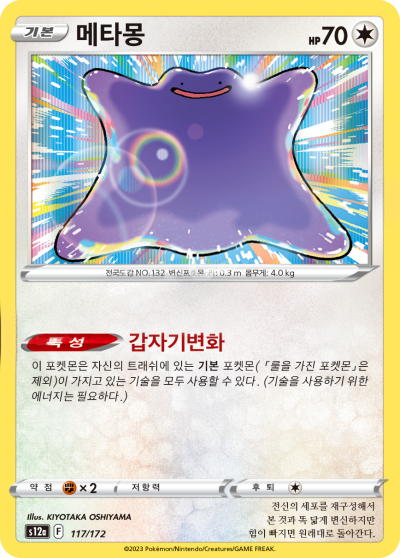 기본 메타몽 HP 70
전국도감 NO.132 변신포켓몬 키: 0.3 m 몸무게: 4.0 kg
특성 갑자기변화
이 포켓몬은 자신의 트래쉬에 있는 기본 포켓몬(「룰을 가진 포켓몬」은
제외)이 가지고 있는 기술을 모두 사용할 수 있다. (기술을 사용하기 위한
에너지는 필요하다.)
약점 ×2 저항력 후퇴
Illus. KIYOTAKA OSHIYAMA
s12a F 117/172
전신의 세포를 재구성해서
본 것과 똑 닮게 변신하지만
힘이 빠지면 원래대로 돌아간다.
©2023 Pokémon/Nintendo/Creatures/GAME FREAK.